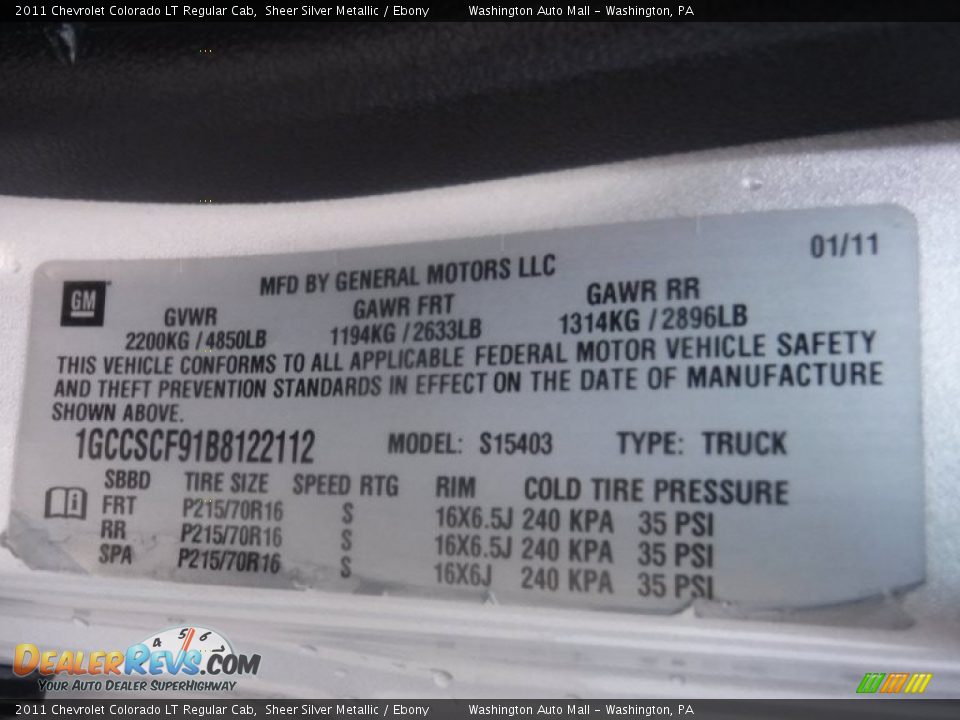 2011 Chevrolet Colorado LT Regular Cab, Sheer Silver Metallic / Ebony Washington Auto Mall - Washington, PA
01/11
MFD BY GENERAL MOTORS LLC
GM
GVWR GAWR FRT GAWR RR
2200KG / 4850LB 1194KG / 2633LB 1314KG / 2896LB
THIS VEHICLE CONFORMS TO ALL APPLICABLE FEDERAL MOTOR VEHICLE SAFETY
AND THEFT PREVENTION STANDARDS IN EFFECT ON THE DATE OF MANUFACTURE
SHOWN ABOVE.
1GCCSCF91B8122112 MODEL: S15403 TYPE: TRUCK
SBBD TIRE SIZE SPEED RTG RIM COLD TIRE PRESSURE
FRT P215/70R16 S 16X6.5J 240 KPA 35 PSI
RR P215/70R16 S 16X6.5J 240 KPA 35 PSI
SPA P215/70R16 S 16X6J 240 KPA 35 PSI
4 5 6
DEALERREVS.COM
YOUR AUTO DEALER SUPERHIGHWAY
2011 Chevrolet Colorado LT Regular Cab, Sheer Silver Metallic / Ebony Washington Auto Mall - Washington, PA